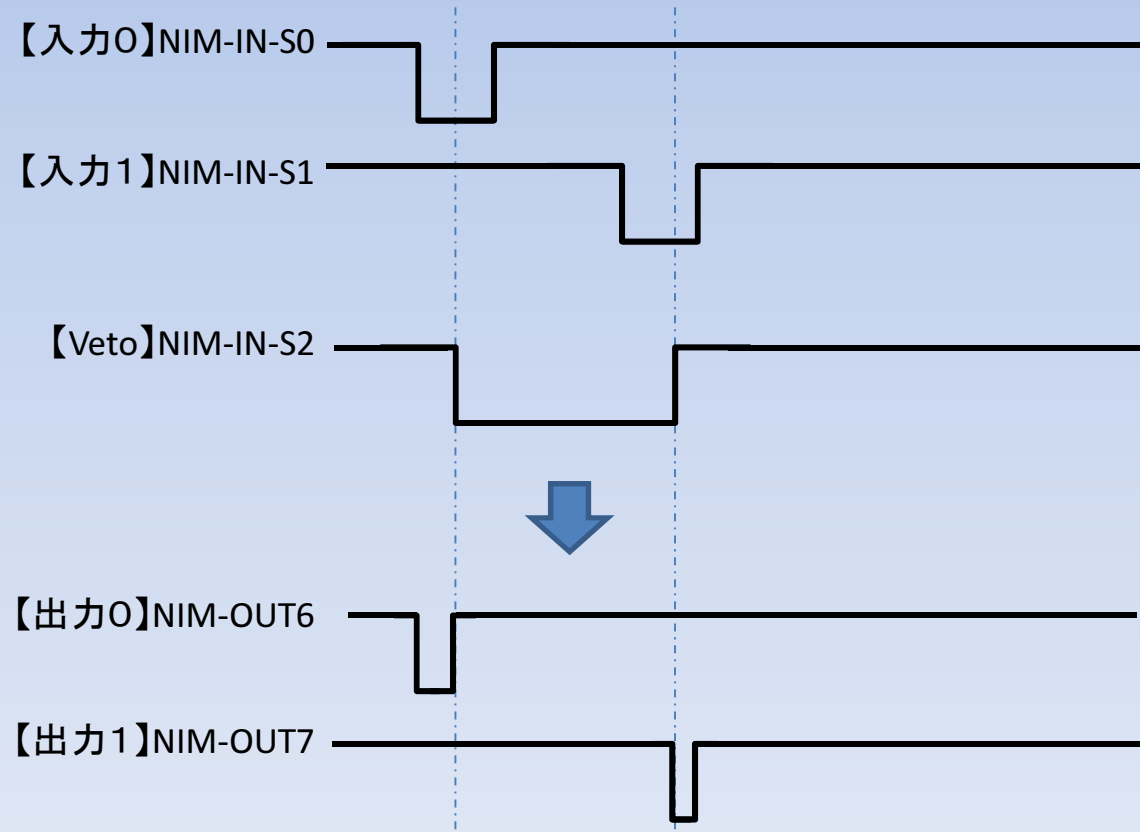 【入力0】NIM-IN-S0
【入力１】NIM-IN-S1
【Veto】NIM-IN-S2
【出力0】NIM-OUT6
【出力１】NIM-OUT7